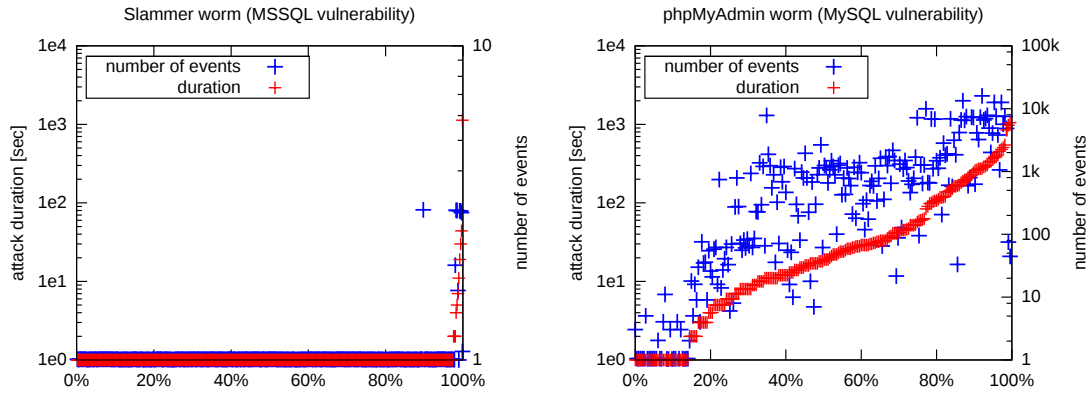 Slammer worm (MSSQL vulnerability)
1e4
1e3
1e2
1e1
1e0
attack duration [sec]
number of events
duration
10
1
number of events
0%
20%
40%
60%
80%
100%
phpMyAdmin worm (MySQL vulnerability)
1e4
1e3
1e2
1e1
1e0
attack duration [sec]
number of events
duration
100k
10k
1k
100
10
1
number of events
0%
20%
40%
60%
80%
100%